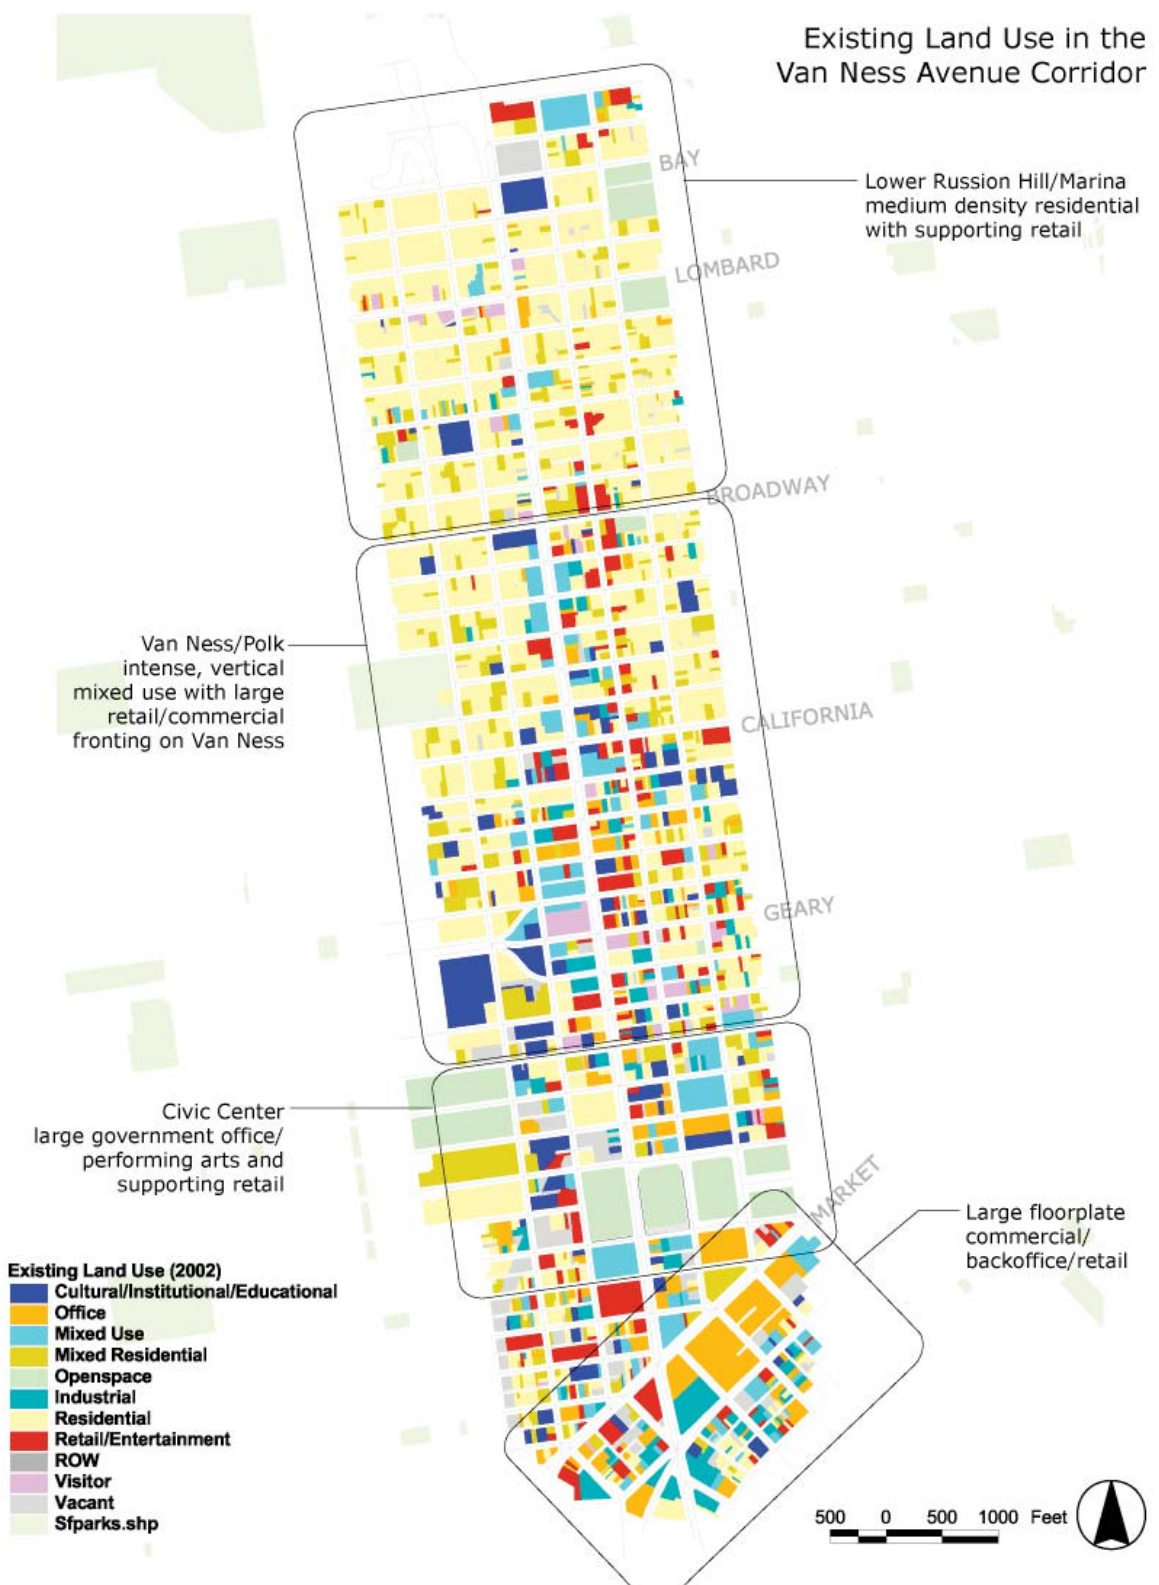 Existing Land Use in the
Van Ness Avenue Corridor
BAY
Lower Russion Hill/Marina
medium density residential
with supporting retail
LOMBARD
BROADWAY
Van Ness/Polk
intense, vertical
mixed use with large
retail/commercial
fronting on Van Ness
CALIFORNIA
GEARY
Civic Center
large government office/
performing arts and
supporting retail
MARKET
Large floorplate
commercial/
backoffice/retail
Existing Land Use (2002)
Cultural/Institutional/Educational
Office
Mixed Use
Mixed Residential
Openspace
Industrial
Residential
Retail/Entertainment
ROW
Visitor
Vacant
Sfparks.shp
500 0 500 1000 Feet